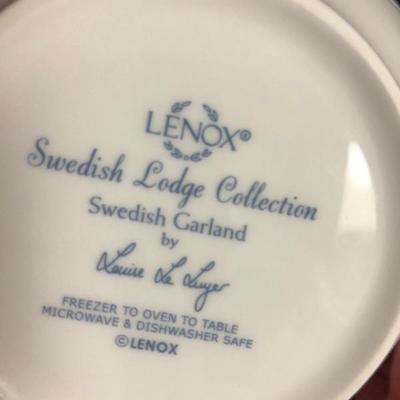 LENOX®
Swedish Lodge Collection
Swedish Garland
by
Louise Le Luyer
FREEZER TO OVEN TO TABLE
MICROWAVE & DISHWASHER SAFE
©LENOX